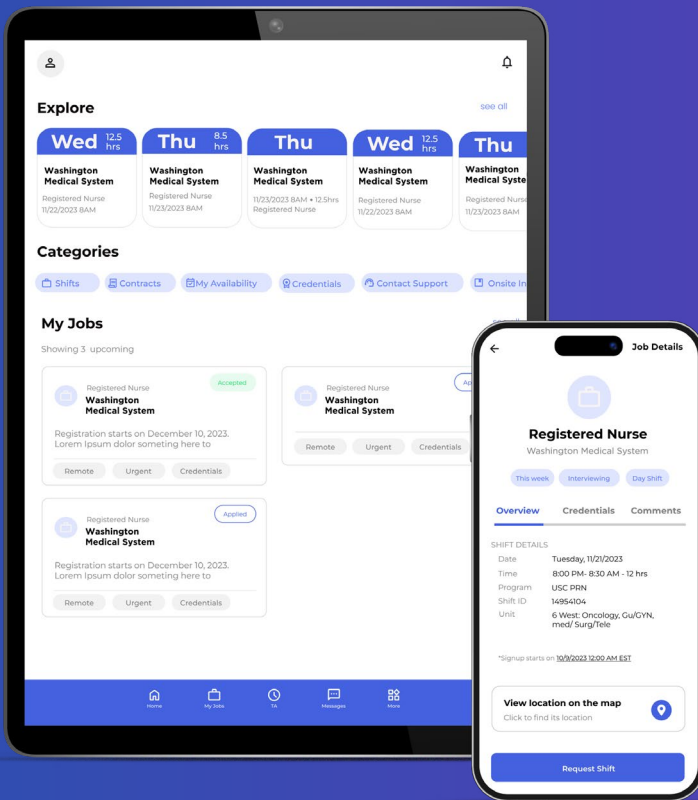 Explore
see all
Wed 12.5 hrs
Washington
Medical System
Registered Nurse
11/22/2023 8AM
Thu 8.5 hrs
Washington
Medical System
Registered Nurse
11/23/2023 8AM
Thu
Washington
Medical System
11/23/2023 8AM • 12.5hrs
Registered Nurse
Wed 12.5 hrs
Washington
Medical System
Registered Nurse
11/22/2023 8AM
Thu
Washington
Medical Syste
Registered Nurse
11/23/2023 8AM
Categories
Shifts
Contracts
My Availability
Credentials
Contact Support
Onsite In
My Jobs
Showing 3 upcoming
Registered Nurse
Accepted
Washington
Medical System
Registration starts on December 10, 2023.
Lorem Ipsum dolor someting here to
Remote Urgent Credentials
Registered Nurse
Ap
Washington
Medical System
Remote Urgent Credentials
Registered Nurse
Applied
Washington
Medical System
Registration starts on December 10, 2023.
Lorem Ipsum dolor someting here to
Remote Urgent Credentials
Home
My Jobs
TA
Messages
More
Job Details
Registered Nurse
Washington Medical System
This week Interviewing Day Shift
Overview Credentials Comments
SHIFT DETAILS
Date Tuesday, 11/21/2023
Time 8:00 PM- 8:30 AM - 12 hrs
Program USC PRN
Shift ID 14954104
Unit 6 West: Oncology, Gu/GYN,
med/ Surg/Tele
*Signup starts on 10/9/2023 12:00 AM EST
View location on the map
Click to find its location
Request Shift